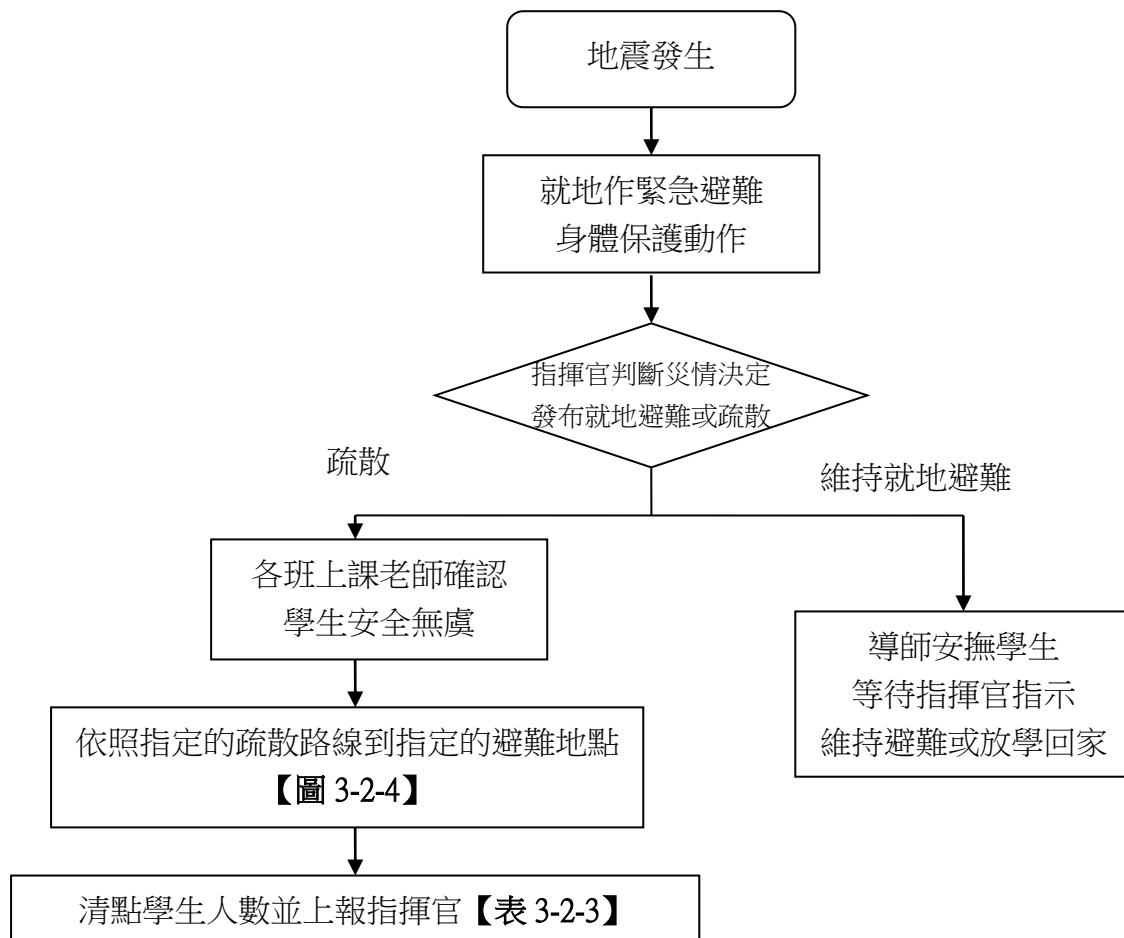 地震發生
就地作緊急避難
身體保護動作
指揮官判斷災情決定
發布就地避難或疏散
疏散
維持就地避難
各班上課老師確認
學生安全無虞
導師安撫學生
等待指揮官指示
維持避難或放學回家
依照指定的疏散路線到指定的避難地點
【圖 3-2-4】
清點學生人數並上報指揮官【表 3-2-3】